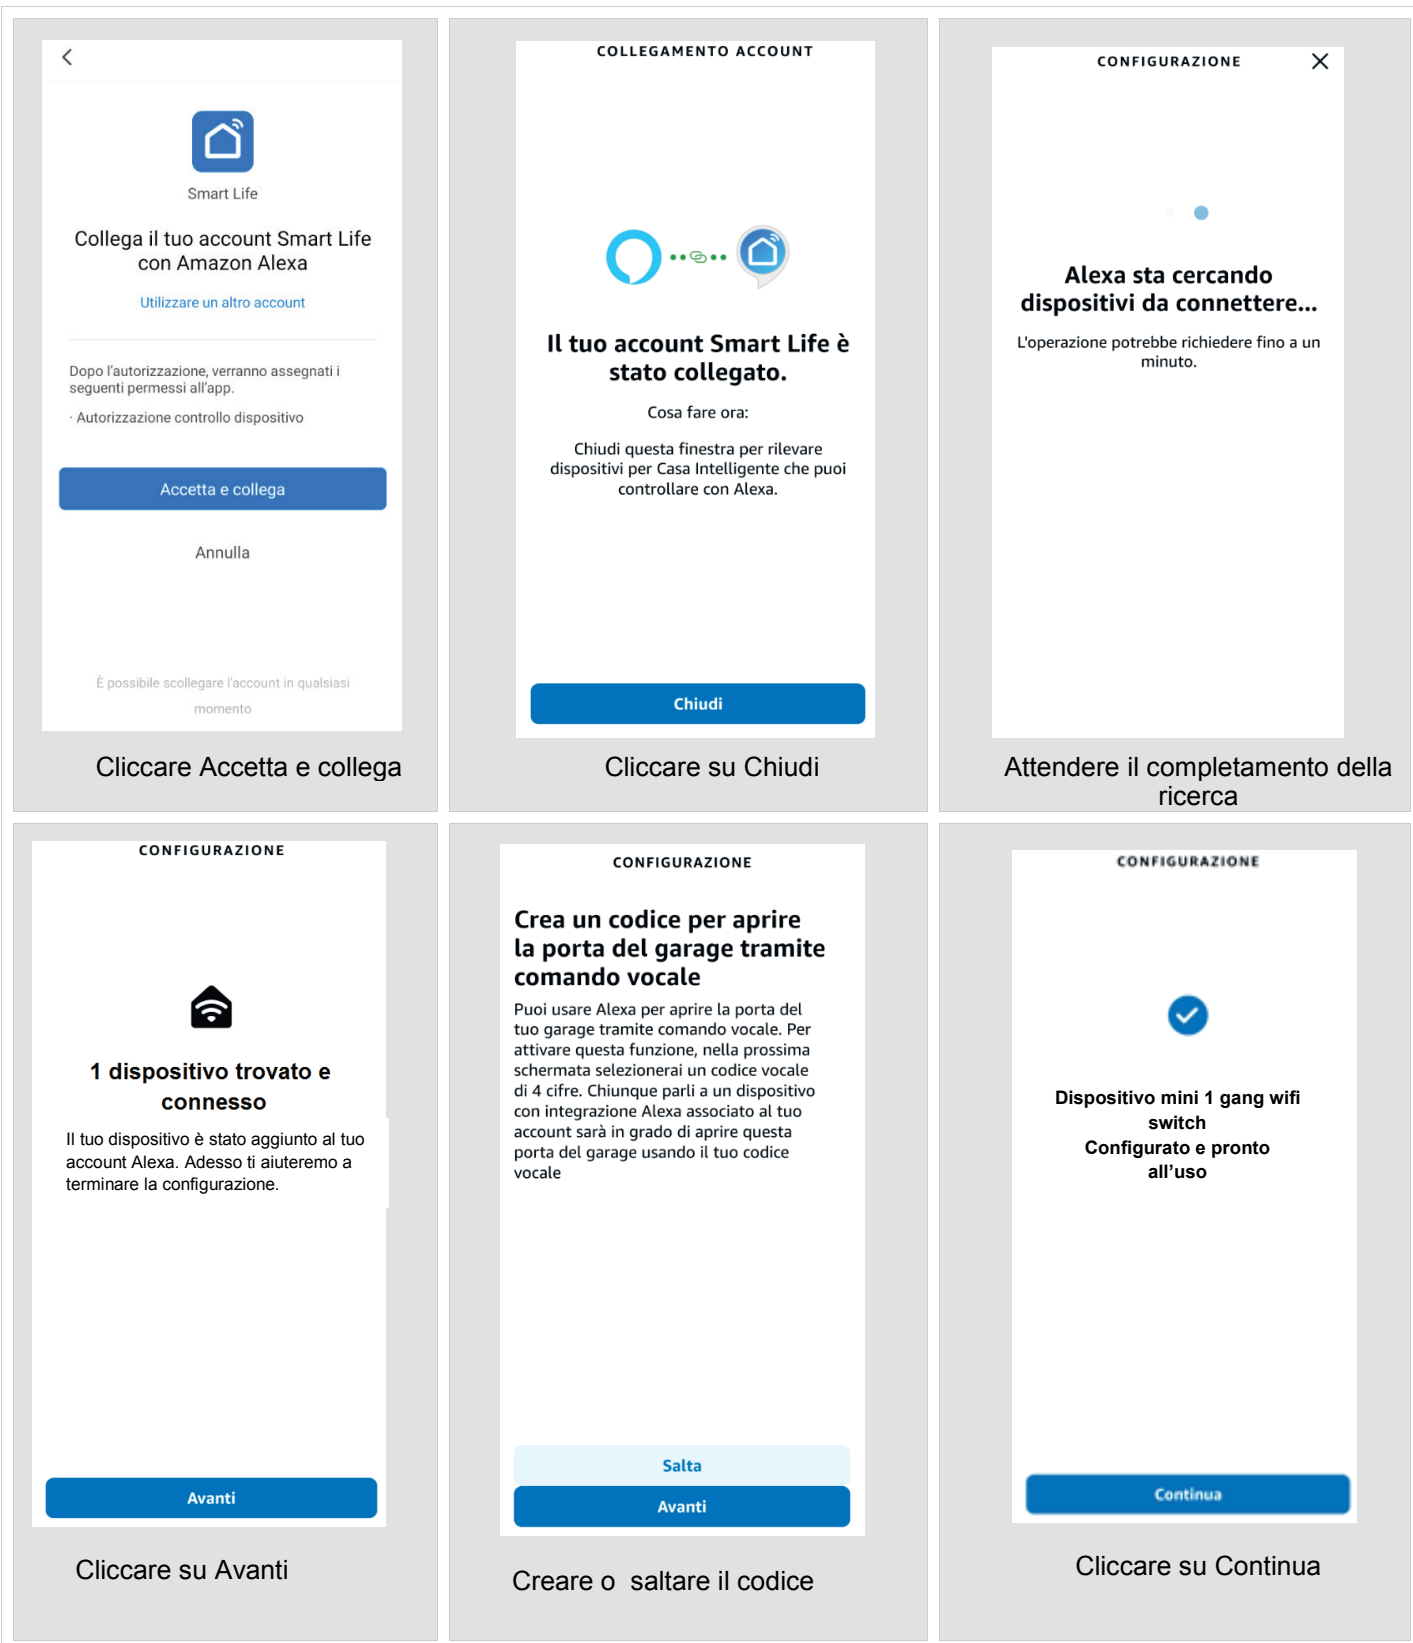 Smart Life
Collega il tuo account Smart Life
con Amazon Alexa
Utilizzare un altro account
Dopo l'autorizzazione, verranno assegnati i
seguenti permessi all'app.
· Autorizzazione controllo dispositivo
Accetta e collega
Annulla
È possibile scollegare l'account in qualsiasi
momento
Cliccare Accetta e collega
COLLEGAMENTO ACCOUNT
Il tuo account Smart Life è
stato collegato.
Cosa fare ora:
Chiudi questa finestra per rilevare
dispositivi per Casa Intelligente che puoi
controllare con Alexa.
Chiudi
Cliccare su Chiudi
CONFIGURAZIONE
Alexa sta cercando
dispositivi da connettere...
L'operazione potrebbe richiedere fino a un
minuto.
Attendere il completamento della
ricerca
CONFIGURAZIONE
1 dispositivo trovato e
connesso
Il tuo dispositivo è stato aggiunto al tuo
account Alexa. Adesso ti aiuteremo a
terminare la configurazione.
Avanti
Cliccare su Avanti
CONFIGURAZIONE
Crea un codice per aprire
la porta del garage tramite
comando vocale
Puoi usare Alexa per aprire la porta del
tuo garage tramite comando vocale. Per
attivare questa funzione, nella prossima
schermata selezionerai un codice vocale
di 4 cifre. Chiunque parli a un dispositivo
con integrazione Alexa associato al tuo
account sarà in grado di aprire questa
porta del garage usando il tuo codice
vocale
Salta
Avanti
Creare o  saltare il codice
CONFIGURAZIONE
Dispositivo mini 1 gang wifi
switch
Configurato e pronto
all’uso
Continua
Cliccare su Continua